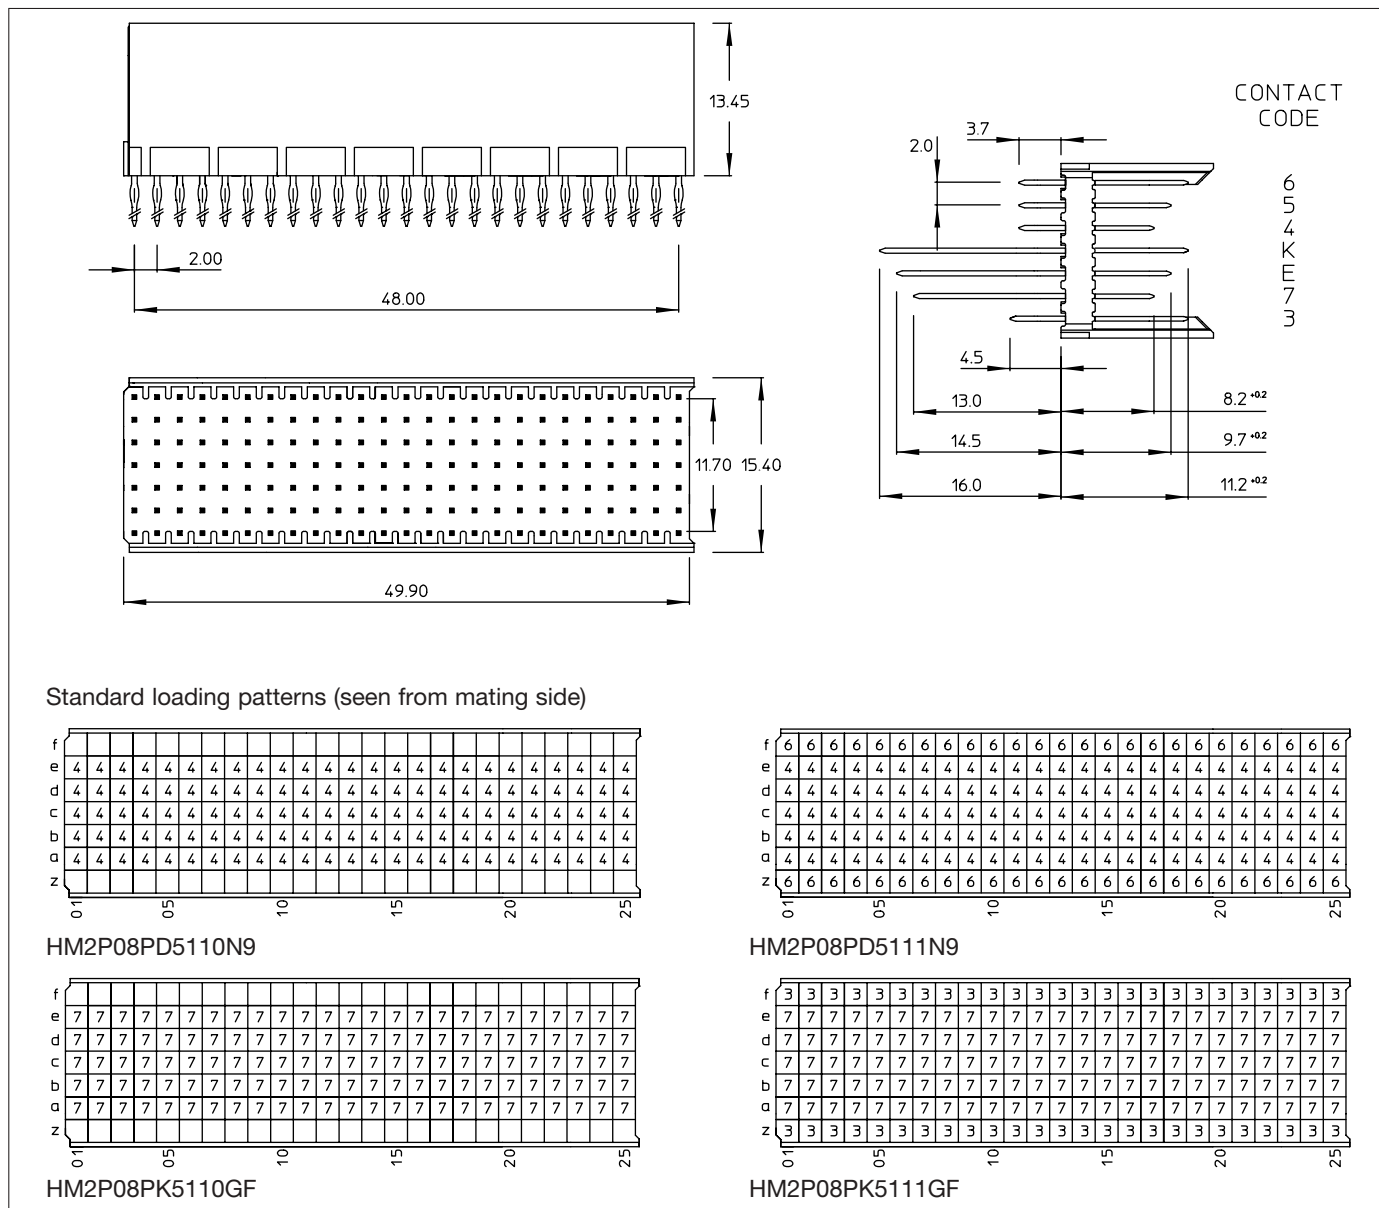 13.45
2.00
48.00
11.70
15.40
49.90
CONTACT
CODE
3.7
2.0
6
5
4
K
E
7
3
4.5
13.0
8.2 +0.2
14.5
9.7 +0.2
16.0
11.2 +0.2
Standard loading patterns (seen from mating side)
f
e 4 4 4 4 4 4 4 4 4 4 4 4 4 4 4 4 4 4 4 4 4 4 4 4 4
d 4 4 4 4 4 4 4 4 4 4 4 4 4 4 4 4 4 4 4 4 4 4 4 4 4
c 4 4 4 4 4 4 4 4 4 4 4 4 4 4 4 4 4 4 4 4 4 4 4 4 4
b 4 4 4 4 4 4 4 4 4 4 4 4 4 4 4 4 4 4 4 4 4 4 4 4 4
a 4 4 4 4 4 4 4 4 4 4 4 4 4 4 4 4 4 4 4 4 4 4 4 4 4
z
01 05 10 15 20 25
HM2P08PD5110N9
f 6 6 6 6 6 6 6 6 6 6 6 6 6 6 6 6 6 6 6 6 6 6 6 6 6
e 4 4 4 4 4 4 4 4 4 4 4 4 4 4 4 4 4 4 4 4 4 4 4 4 4
d 4 4 4 4 4 4 4 4 4 4 4 4 4 4 4 4 4 4 4 4 4 4 4 4 4
c 4 4 4 4 4 4 4 4 4 4 4 4 4 4 4 4 4 4 4 4 4 4 4 4 4
b 4 4 4 4 4 4 4 4 4 4 4 4 4 4 4 4 4 4 4 4 4 4 4 4 4
a 4 4 4 4 4 4 4 4 4 4 4 4 4 4 4 4 4 4 4 4 4 4 4 4 4
z 6 6 6 6 6 6 6 6 6 6 6 6 6 6 6 6 6 6 6 6 6 6 6 6 6
01 05 10 15 20 25
HM2P08PD5111N9
f
e 7 7 7 7 7 7 7 7 7 7 7 7 7 7 7 7 7 7 7 7 7 7 7 7 7
d 7 7 7 7 7 7 7 7 7 7 7 7 7 7 7 7 7 7 7 7 7 7 7 7 7
c 7 7 7 7 7 7 7 7 7 7 7 7 7 7 7 7 7 7 7 7 7 7 7 7 7
b 7 7 7 7 7 7 7 7 7 7 7 7 7 7 7 7 7 7 7 7 7 7 7 7 7
a 7 7 7 7 7 7 7 7 7 7 7 7 7 7 7 7 7 7 7 7 7 7 7 7 7
z
01 05 10 15 20 25
HM2P08PK5110GF
f 3 3 3 3 3 3 3 3 3 3 3 3 3 3 3 3 3 3 3 3 3 3 3 3 3
e 7 7 7 7 7 7 7 7 7 7 7 7 7 7 7 7 7 7 7 7 7 7 7 7 7
d 7 7 7 7 7 7 7 7 7 7 7 7 7 7 7 7 7 7 7 7 7 7 7 7 7
c 7 7 7 7 7 7 7 7 7 7 7 7 7 7 7 7 7 7 7 7 7 7 7 7 7
b 7 7 7 7 7 7 7 7 7 7 7 7 7 7 7 7 7 7 7 7 7 7 7 7 7
a 7 7 7 7 7 7 7 7 7 7 7 7 7 7 7 7 7 7 7 7 7 7 7 7 7
z 3 3 3 3 3 3 3 3 3 3 3 3 3 3 3 3 3 3 3 3 3 3 3 3 3
01 05 10 15 20 25
HM2P08PK5111GF